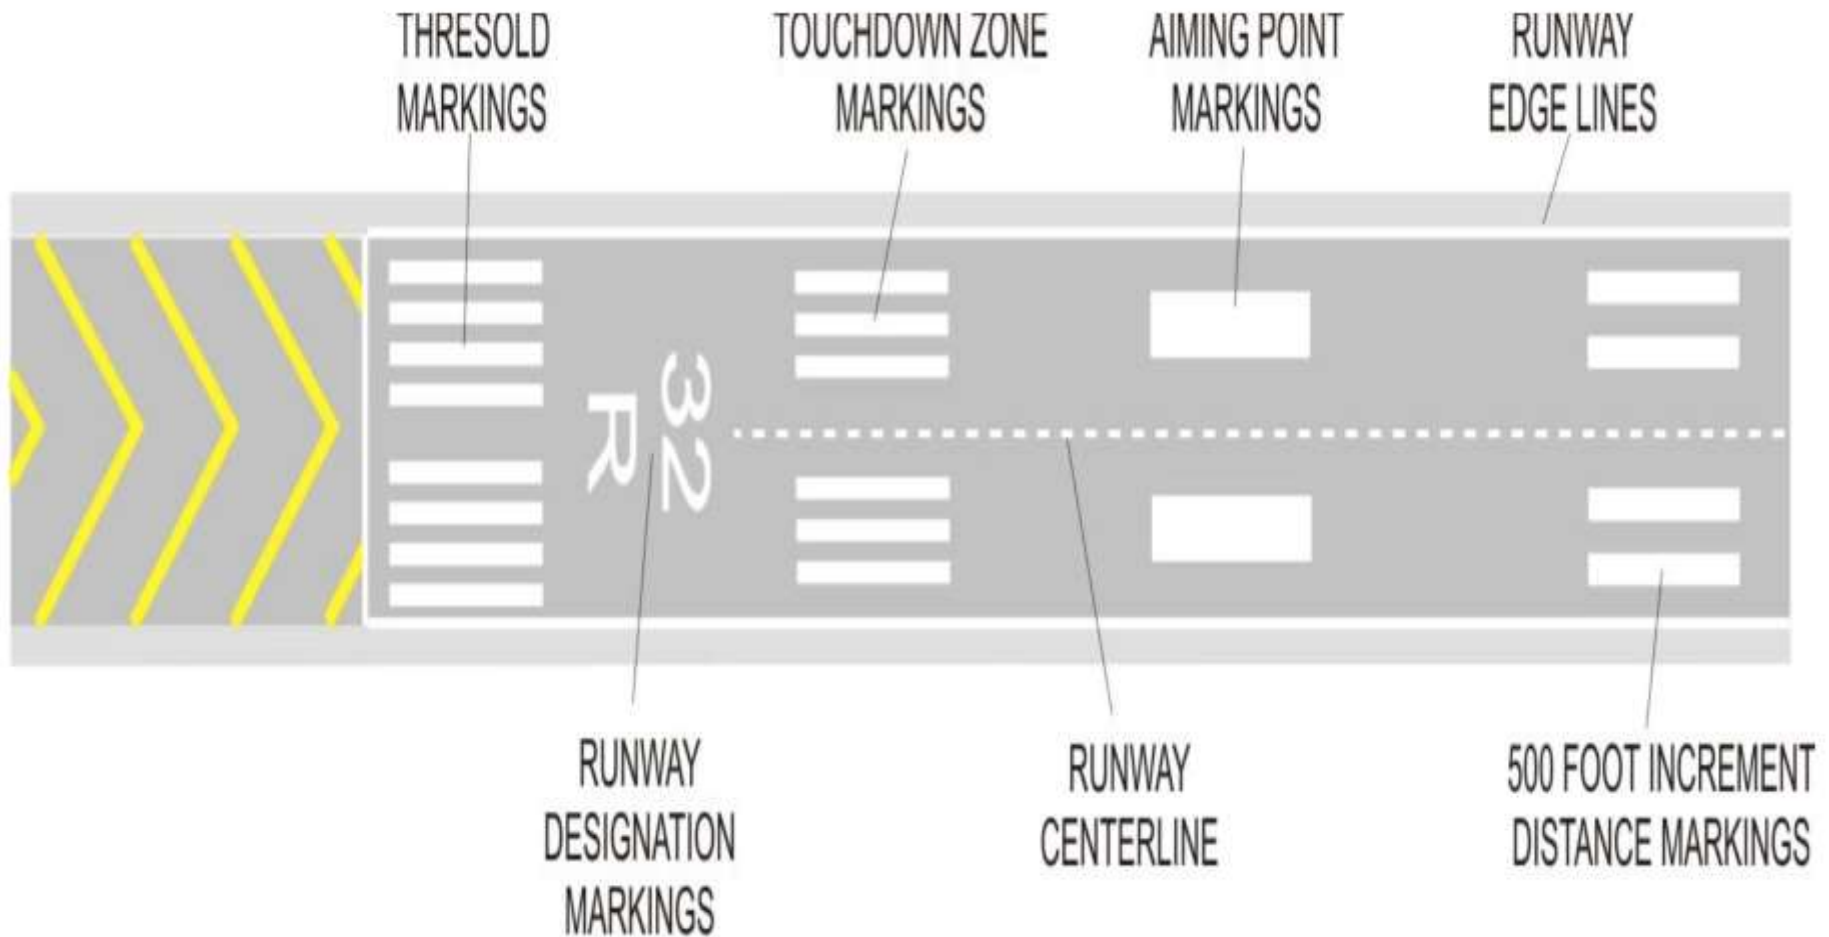 THRESOLD
MARKINGS
TOUCHDOWN ZONE
MARKINGS
AIMING POINT
MARKINGS
RUNWAY
EDGE LINES
32
R
RUNWAY
DESIGNATION
MARKINGS
RUNWAY
CENTERLINE
500 FOOT INCREMENT
DISTANCE MARKINGS